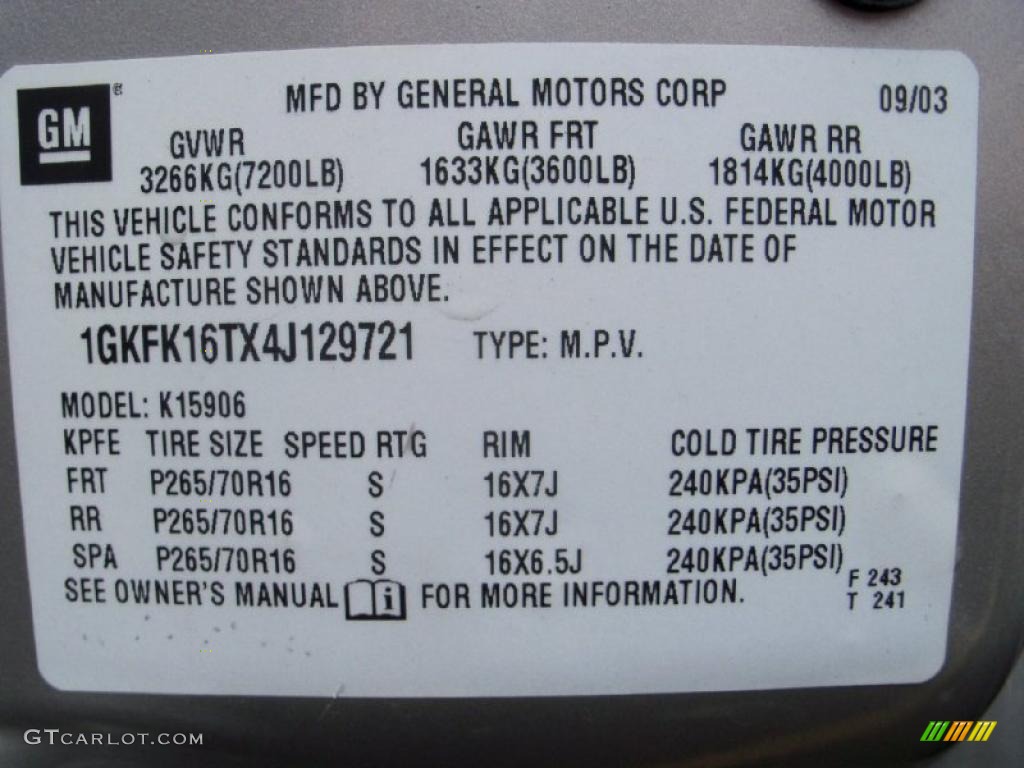 GM®
MFD BY GENERAL MOTORS CORP 09/03
GVWR GAWR FRT GAWR RR
3266KG(7200LB) 1633KG(3600LB) 1814KG(4000LB)
THIS VEHICLE CONFORMS TO ALL APPLICABLE U.S. FEDERAL MOTOR
VEHICLE SAFETY STANDARDS IN EFFECT ON THE DATE OF
MANUFACTURE SHOWN ABOVE.
1GKFK16TX4J129721 TYPE: M.P.V.
MODEL: K15906
KPFE TIRE SIZE SPEED RTG RIM COLD TIRE PRESSURE
FRT P265/70R16 S 16X7J 240KPA(35PSI)
RR P265/70R16 S 16X7J 240KPA(35PSI)
SPA P265/70R16 S 16X6.5J 240KPA(35PSI)
SEE OWNER'S MANUAL i FOR MORE INFORMATION.
F 243
T 241
GTCARLOT.COM